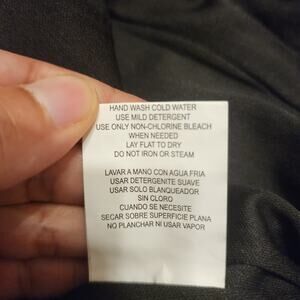 HAND WASH COLD WATER
USE MILD DETERGENT
USE ONLY NON-CHLORINE BLEACH
WHEN NEEDED
LAY FLAT TO DRY
DO NOT IRON OR STEAM
LAVAR A MANO CON AGUA FRIA
USAR DETERGENTE SUAVE
USAR SOLO BLANQUEADOR
SIN CLORO
CUANDO SE NECESITE
SECAR SOBRE SUPERFICIE PLANA
NO PLANCHAR NI USAR VAPOR